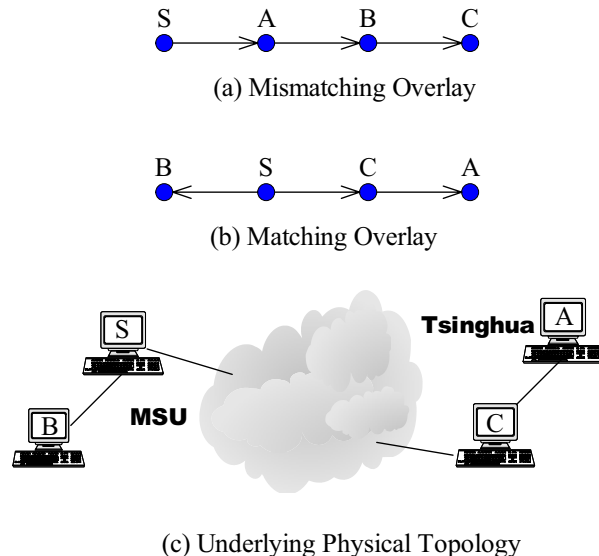 S A B C
(a) Mismatching Overlay
B S C A
(b) Matching Overlay
S
Tsinghua
A
MSU
B
C
(c) Underlying Physical Topology